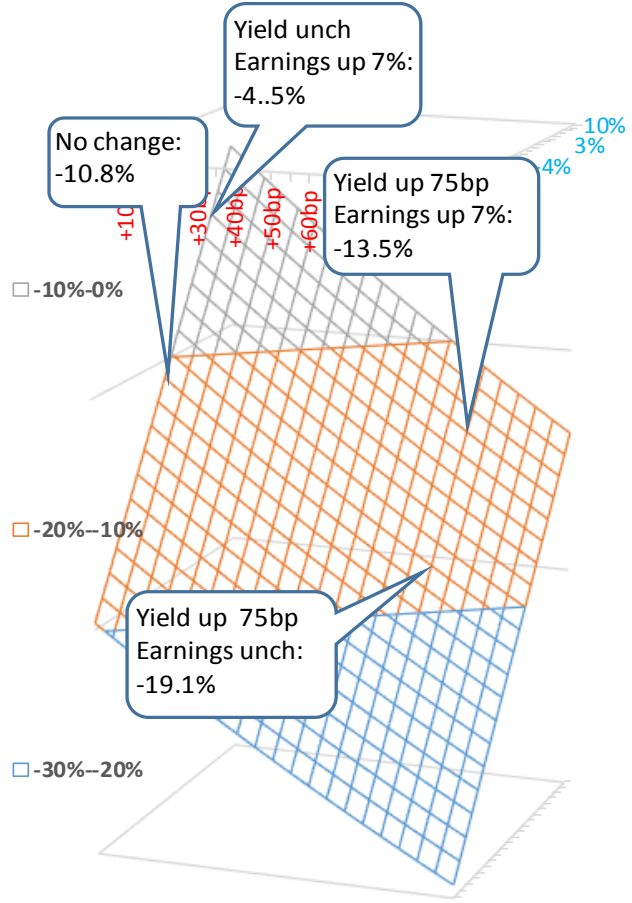 Yield unch
Earnings up 7%:
-4..5%
No change:
-10.8%
10%
3%
-4%
Yield up 75bp
Earnings up 7%:
-13.5%
+40bp
+50bp
+60bp
-10%-0%
-20%--10%
Yield up 75bp
Earnings unch:
-19.1%
-30%--20%